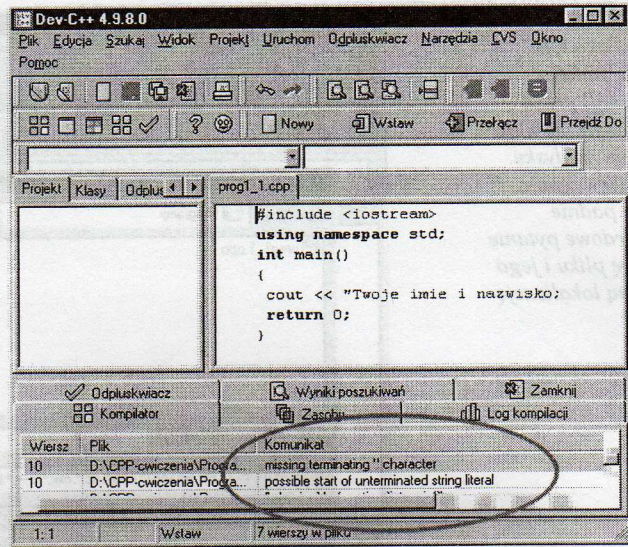 Dev-C++ 4.9.8.0
Plik Edycja Szukaj Widok Projekt Uruchom Odpluskwiacz Narzędzia CVS Okno
Pomoc
Nowy Wstaw Przełącz Przejdź Do
Projekt Klasy Odplus prog1_1.cpp
#include <iostream>
using namespace std;
int main()
{
cout << "Twoje imie i nazwisko;
return 0;
}
Odpluskwiacz Wyniki poszukiwań Zamknij
Kompilator Zasoby Log kompilacji
Wiersz Plik Komunikat
10 D:\CPP-cwiczenia\Progra... missing terminating " character
10 D:\CPP-cwiczenia\Progra... possible start of unterminated string literal
1:1 Wstaw 7 wierszy w pliku